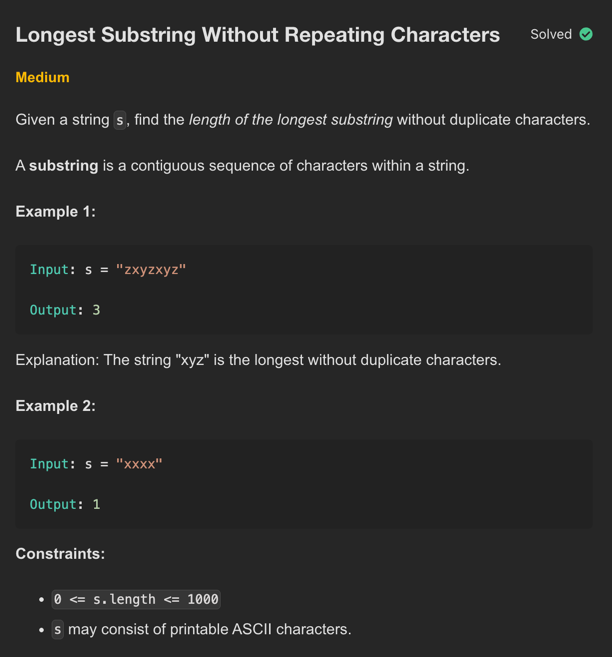 Longest Substring Without Repeating Characters Solved
Medium
Given a string s, find the length of the longest substring without duplicate characters.
A substring is a contiguous sequence of characters within a string.
Example 1:
Input: s = "zxyzxyz"
Output: 3
Explanation: The string "xyz" is the longest without duplicate characters.
Example 2:
Input: s = "xxxx"
Output: 1
Constraints:
• 0 <= s.length <= 1000
• s may consist of printable ASCII characters.